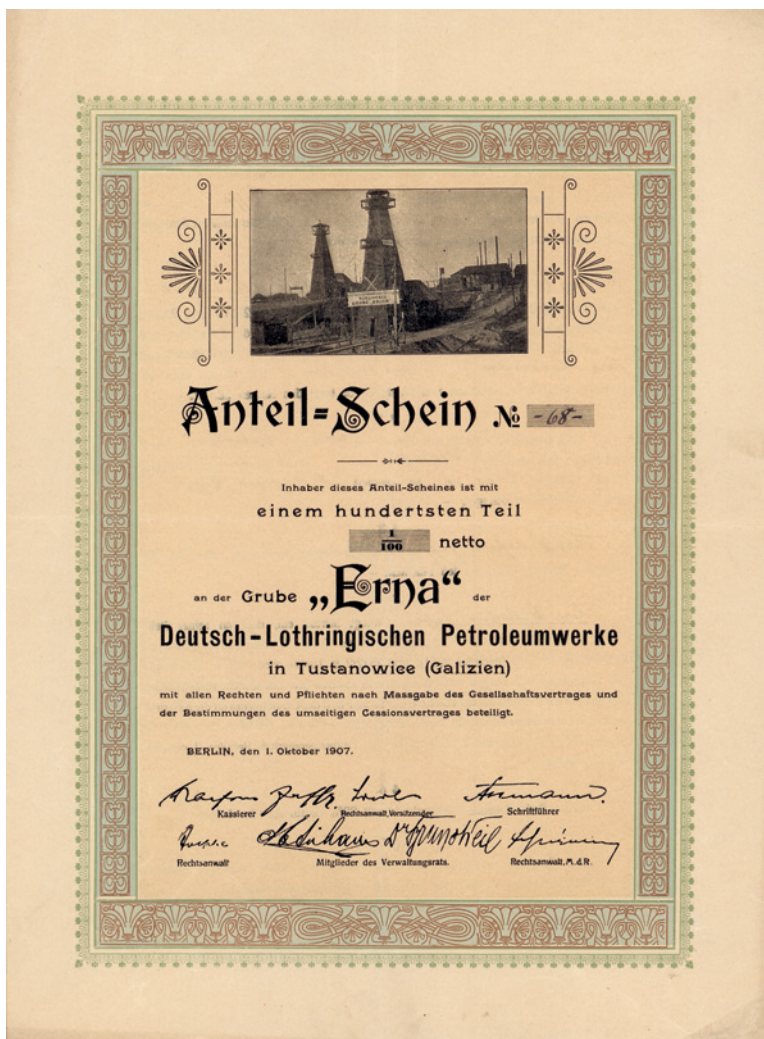 Anteil=Schein № -68-
Inhaber dieses Anteil-Scheines ist mit
einem hundertsten Teil
1/100 netto
an der Grube „Erna“ der
Deutsch-Lothringischen Petroleumwerke
in Tustanowice (Galizien)
mit allen Rechten und Pflichten nach Massgabe des Gesellschaftsvertrages und
der Bestimmungen des umseitigen Cessionsvertrages beteiligt.
BERLIN, den 1. Oktober 1907.
Kassierer Rechtsanwalt, Vorsitzender Schriftführer
Rechtsanwalt Mitglieder des Verwaltungsrats. Rechtsanwalt, M.d.R.